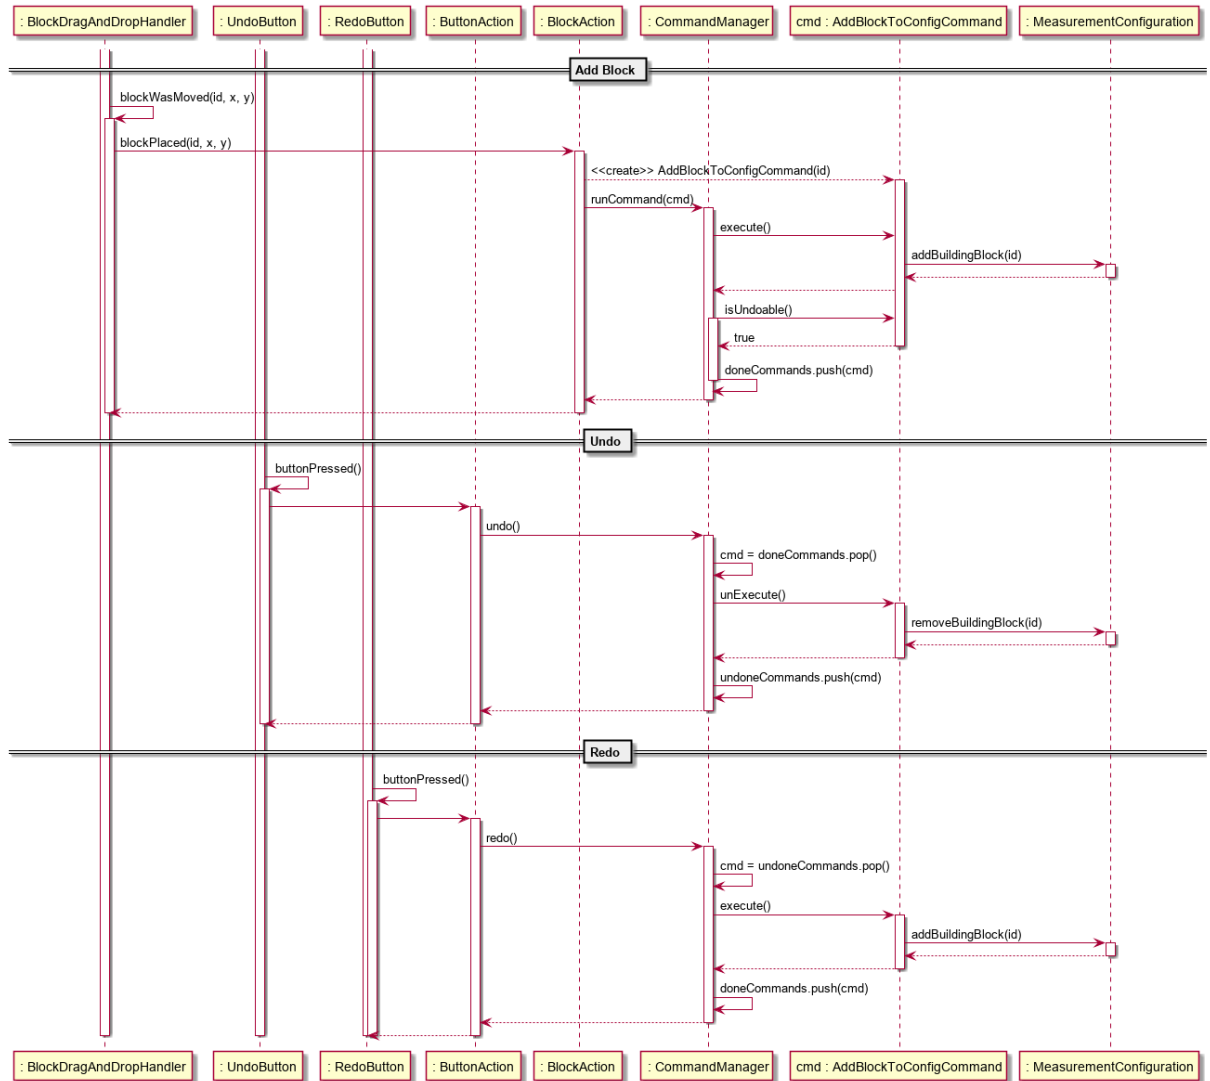 : BlockDragAndDropHandler
: UndoButton
: RedoButton
: ButtonAction
: BlockAction
: CommandManager
cmd : AddBlockToConfigCommand
: MeasurementConfiguration
Add Block
blockWasMoved(id, x, y)
blockPlaced(id, x, y)
<<create>> AddBlockToConfigCommand(id)
runCommand(cmd)
execute()
addBuildingBlock(id)
isUndoable()
true
doneCommands.push(cmd)
Undo
buttonPressed()
undo()
cmd = doneCommands.pop()
unExecute()
removeBuildingBlock(id)
undoneCommands.push(cmd)
Redo
buttonPressed()
redo()
cmd = undoneCommands.pop()
execute()
addBuildingBlock(id)
doneCommands.push(cmd)
: BlockDragAndDropHandler
: UndoButton
: RedoButton
: ButtonAction
: BlockAction
: CommandManager
cmd : AddBlockToConfigCommand
: MeasurementConfiguration